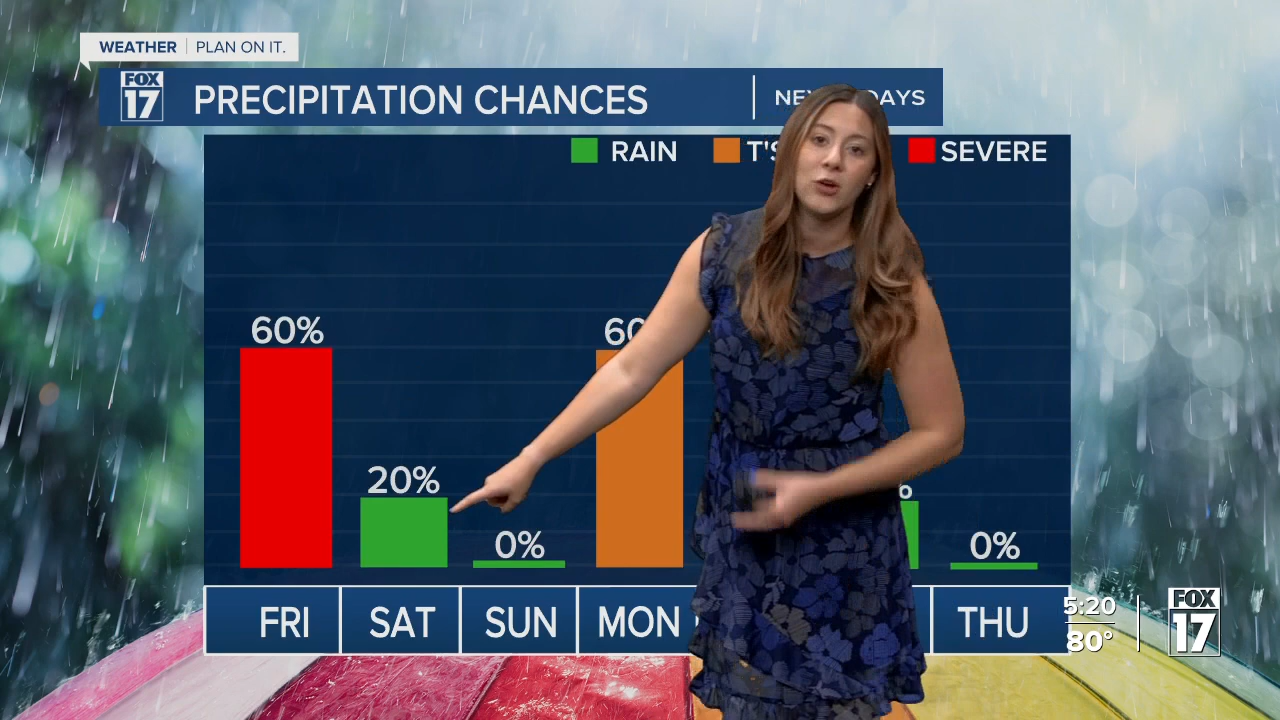 WEATHER | PLAN ON IT.
FOX 17
PRECIPITATION CHANCES
RAIN
SEVERE
60%
20%
0%
0%
FRI SAT SUN MON THU
5:20
80°
FOX 17